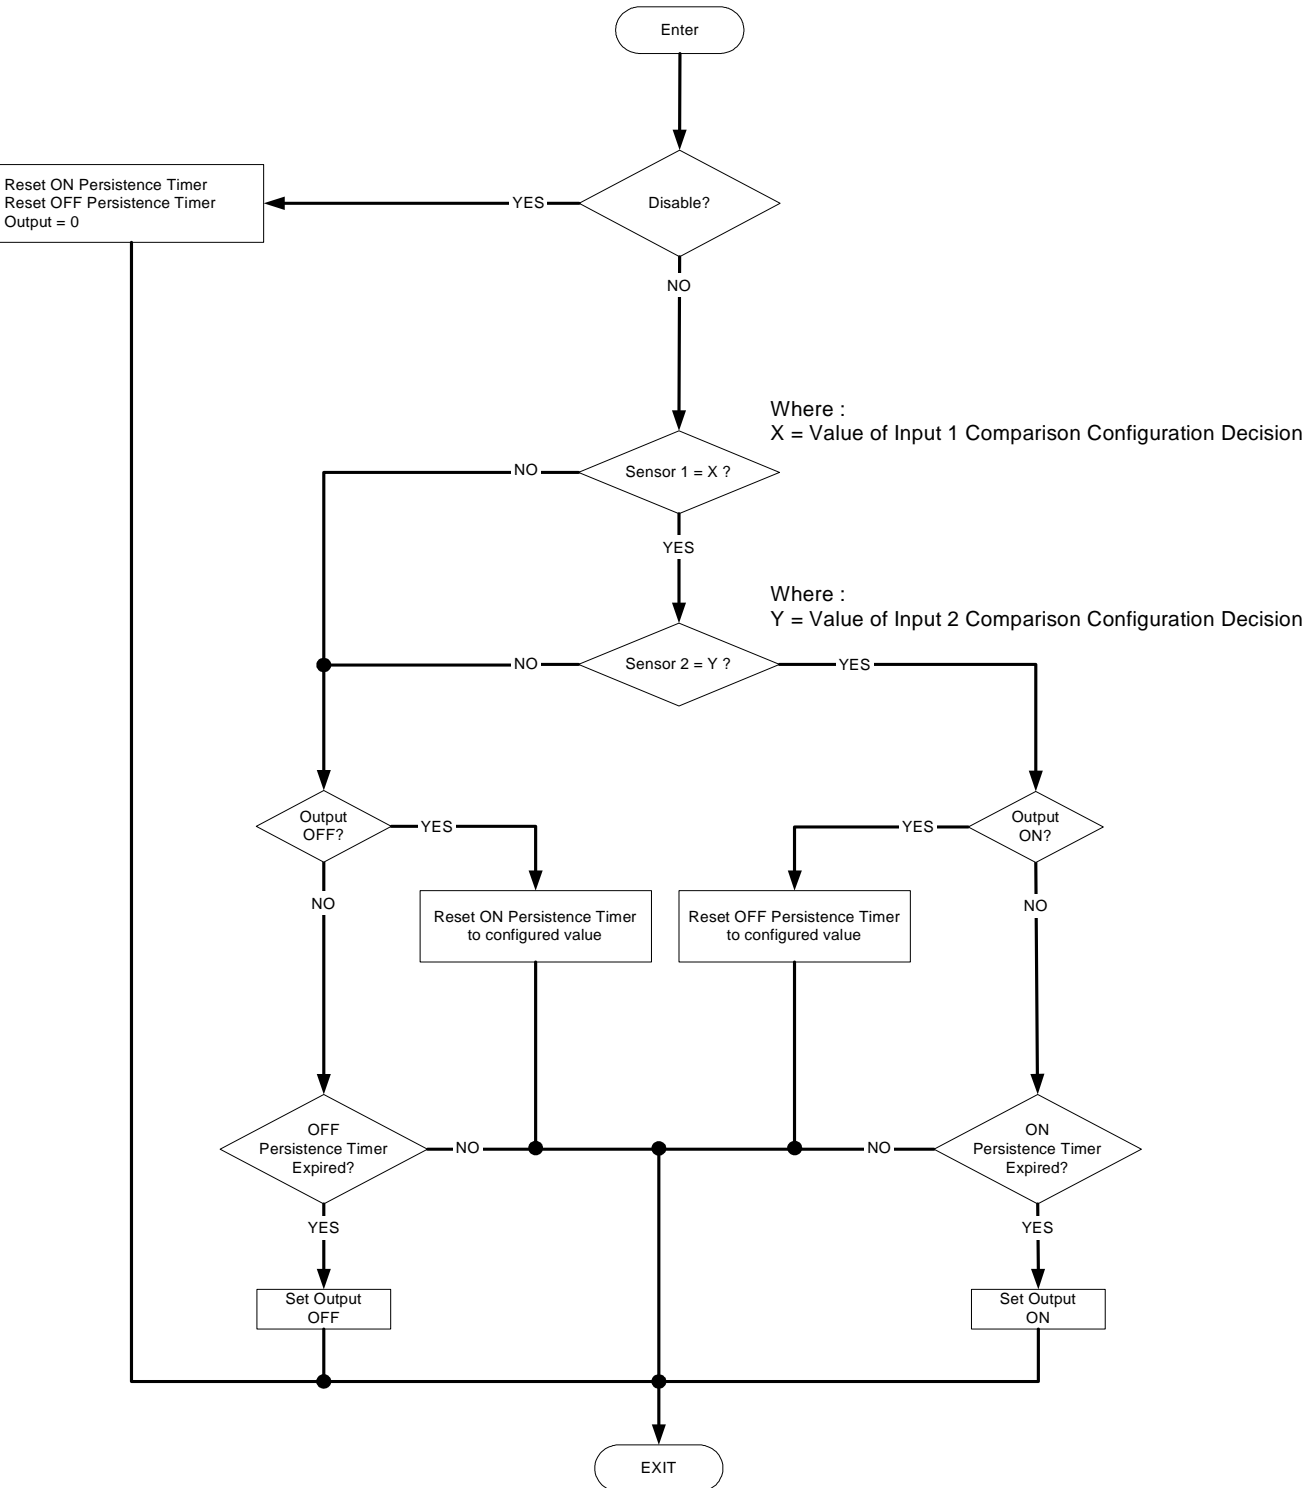 Enter
Reset ON Persistence Timer
Reset OFF Persistence Timer
Output = 0
YES
Disable?
NO
Where :
X = Value of Input 1 Comparison Configuration Decision
NO
Sensor 1 = X ?
YES
Where :
Y = Value of Input 2 Comparison Configuration Decision
NO
Sensor 2 = Y ?
YES
Output
OFF?
YES
YES
Output
ON?
NO
Reset ON Persistence Timer
to configured value
Reset OFF Persistence Timer
to configured value
NO
OFF
Persistence Timer
Expired?
NO
NO
ON
Persistence Timer
Expired?
YES
YES
Set Output
OFF
Set Output
ON
EXIT